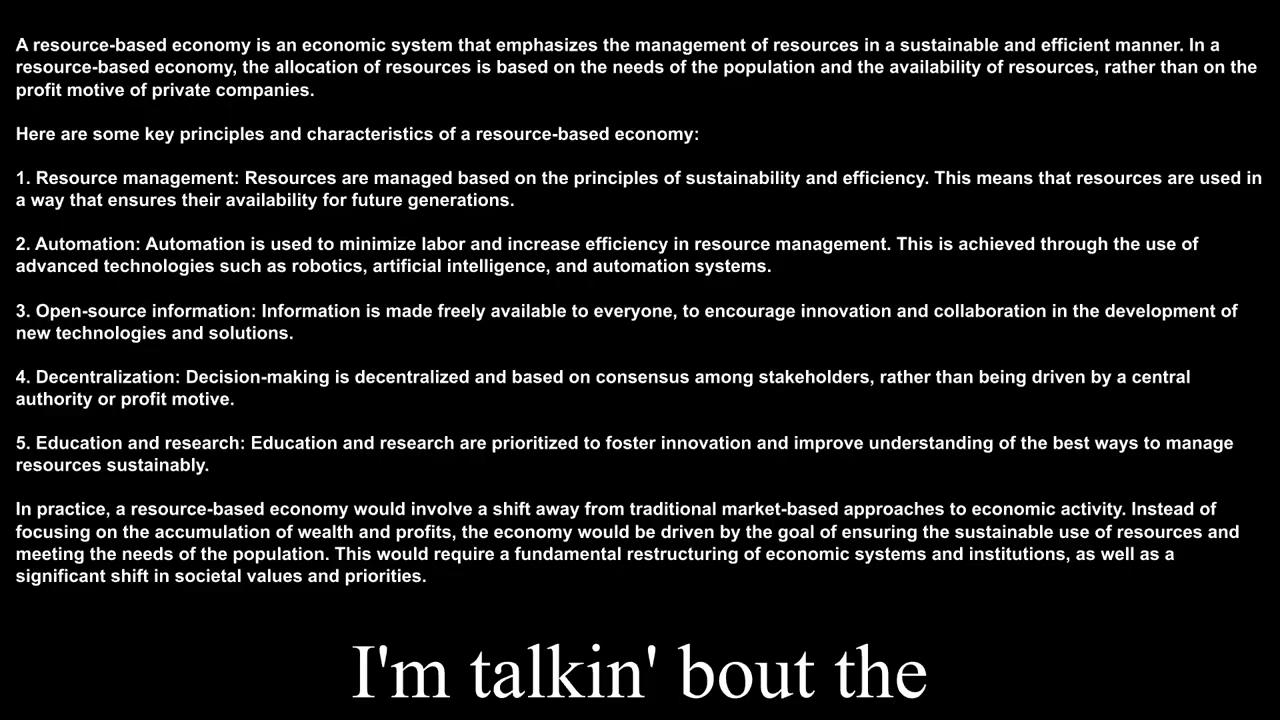 A resource-based economy is an economic system that emphasizes the management of resources in a sustainable and efficient manner. In a
resource-based economy, the allocation of resources is based on the needs of the population and the availability of resources, rather than on the
profit motive of private companies.
Here are some key principles and characteristics of a resource-based economy:
1. Resource management: Resources are managed based on the principles of sustainability and efficiency. This means that resources are used in
a way that ensures their availability for future generations.
2. Automation: Automation is used to minimize labor and increase efficiency in resource management. This is achieved through the use of
advanced technologies such as robotics, artificial intelligence, and automation systems.
3. Open-source information: Information is made freely available to everyone, to encourage innovation and collaboration in the development of
new technologies and solutions.
4. Decentralization: Decision-making is decentralized and based on consensus among stakeholders, rather than being driven by a central
authority or profit motive.
5. Education and research: Education and research are prioritized to foster innovation and improve understanding of the best ways to manage
resources sustainably.
In practice, a resource-based economy would involve a shift away from traditional market-based approaches to economic activity. Instead of
focusing on the accumulation of wealth and profits, the economy would be driven by the goal of ensuring the sustainable use of resources and
meeting the needs of the population. This would require a fundamental restructuring of economic systems and institutions, as well as a
significant shift in societal values and priorities.
I'm talkin' bout the